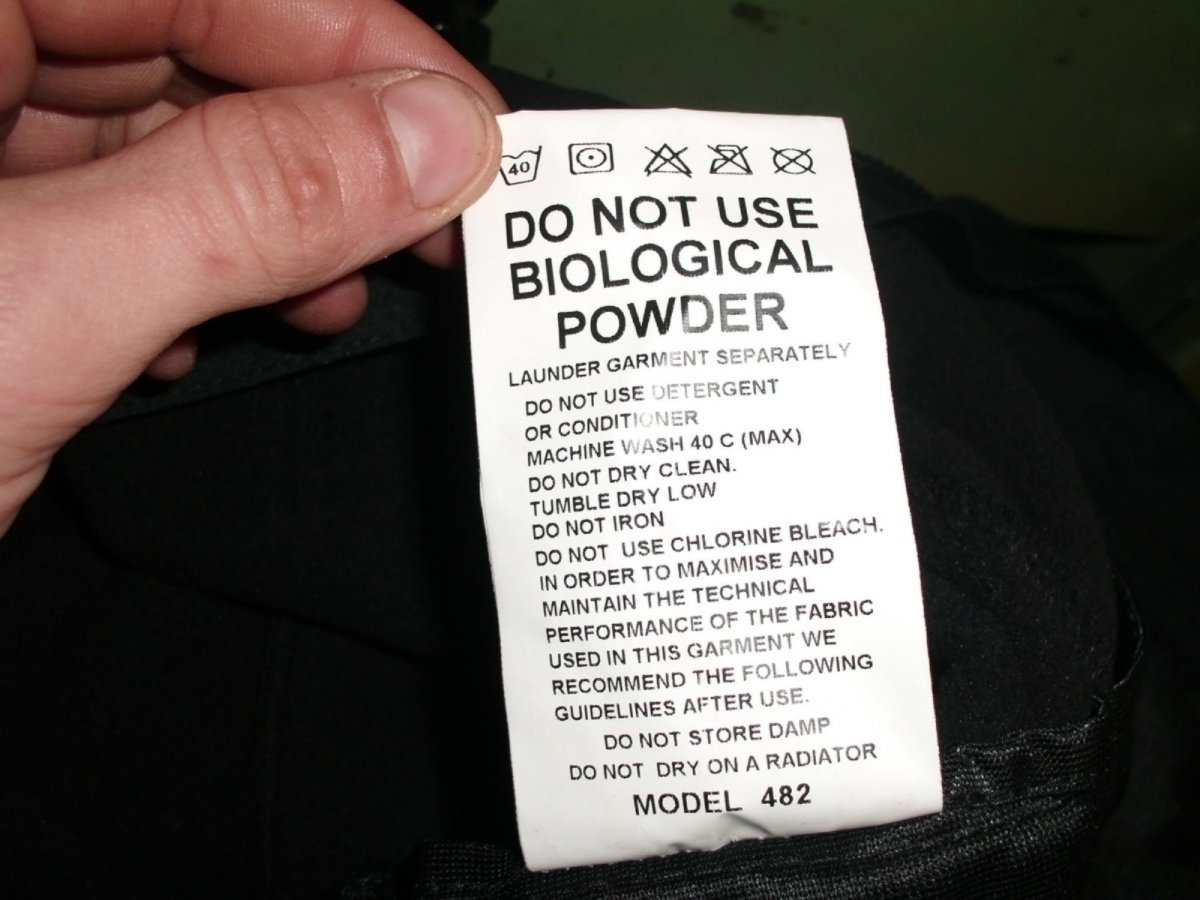 40
DO NOT USE
BIOLOGICAL
POWDER
LAUNDER GARMENT SEPARATELY
DO NOT USE DETERGENT
OR CONDITIONER
MACHINE WASH 40 C (MAX)
DO NOT DRY CLEAN.
TUMBLE DRY LOW
DO NOT IRON
DO NOT USE CHLORINE BLEACH.
IN ORDER TO MAXIMISE AND
MAINTAIN THE TECHNICAL
PERFORMANCE OF THE FABRIC
USED IN THIS GARMENT WE
RECOMMEND THE FOLLOWING
GUIDELINES AFTER USE.
DO NOT STORE DAMP
DO NOT DRY ON A RADIATOR
MODEL 482